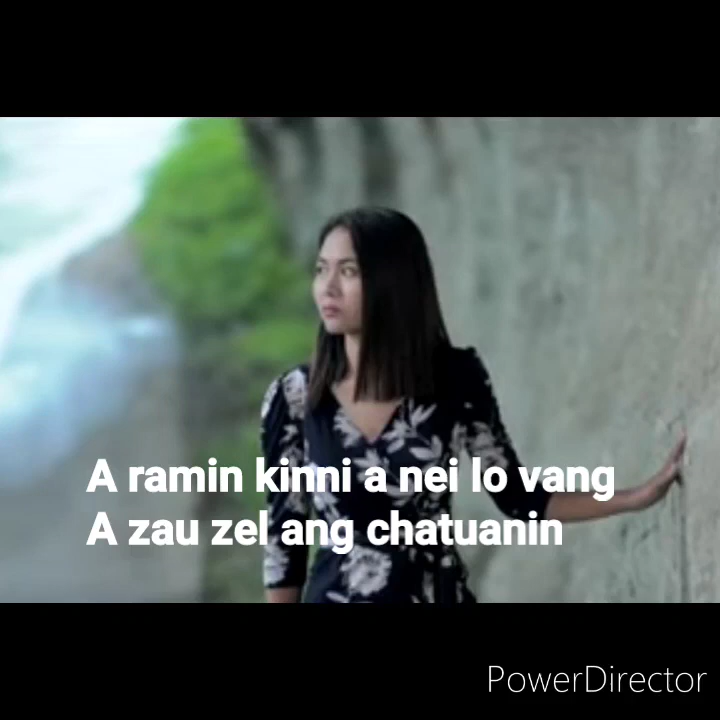 A ramin kinni a nei lo vang
A zau zel ang chatuanin
PowerDirector